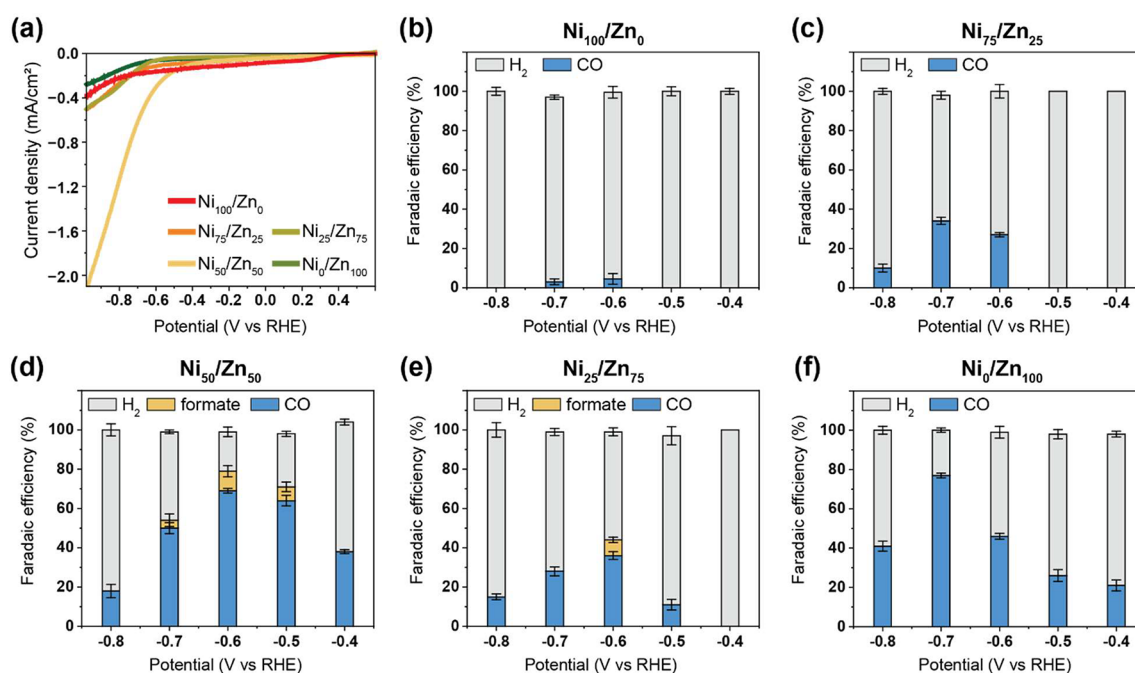 (a)
Current density (mA/cm²)
0.0
−0.4
−0.8
−1.2
−1.6
−2.0
Ni₁₀₀/Zn₀
Ni₇₅/Zn₂₅
Ni₂₅/Zn₇₅
Ni₅₀/Zn₅₀
Ni₀/Zn₁₀₀
-0.8 -0.6 -0.4 -0.2 0.0 0.2 0.4
Potential (V vs RHE)
(b)
Ni₁₀₀/Zn₀
H₂ CO
Faradaic efficiency (%)
100
80
60
40
20
0
-0.8 -0.7 -0.6 -0.5 -0.4
Potential (V vs RHE)
(c)
Ni₇₅/Zn₂₅
H₂ CO
Faradaic efficiency (%)
100
80
60
40
20
0
-0.8 -0.7 -0.6 -0.5 -0.4
Potential (V vs RHE)
(d)
Ni₅₀/Zn₅₀
H₂ formate CO
Faradaic efficiency (%)
100
80
60
40
20
0
-0.8 -0.7 -0.6 -0.5 -0.4
Potential (V vs RHE)
(e)
Ni₂₅/Zn₇₅
H₂ formate CO
Faradaic efficiency (%)
100
80
60
40
20
0
-0.8 -0.7 -0.6 -0.5 -0.4
Potential (V vs RHE)
(f)
Ni₀/Zn₁₀₀
H₂ CO
Faradaic efficiency (%)
100
80
60
40
20
0
-0.8 -0.7 -0.6 -0.5 -0.4
Potential (V vs RHE)